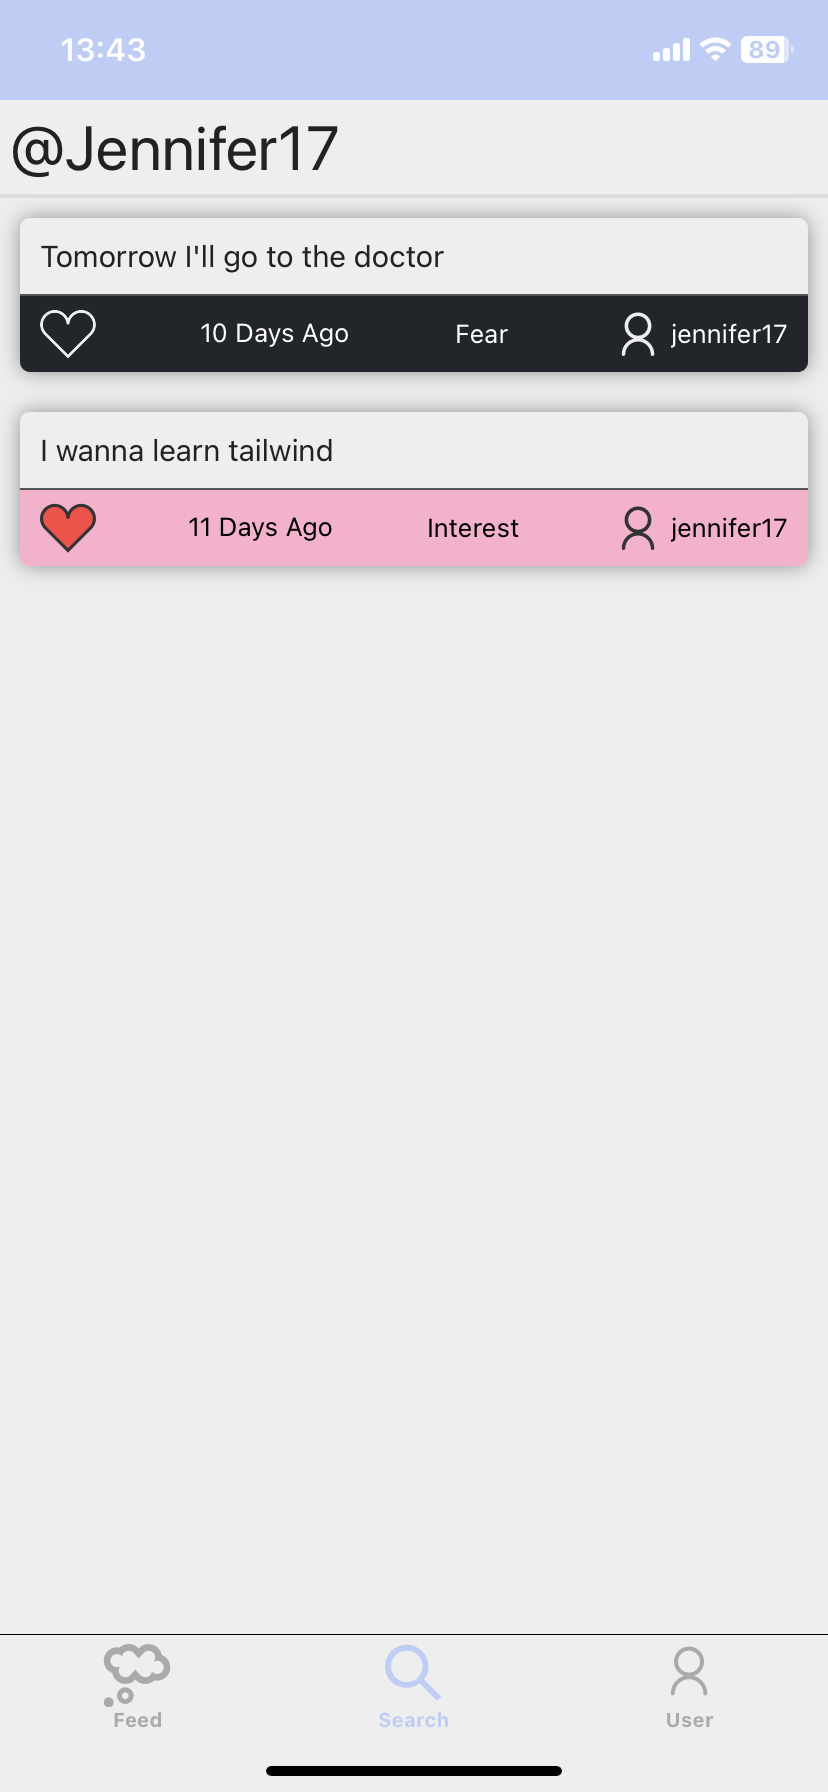 13:43
89
@Jennifer17
Tomorrow I'll go to the doctor
10 Days Ago Fear jennifer17
I wanna learn tailwind
11 Days Ago Interest jennifer17
Feed Search User